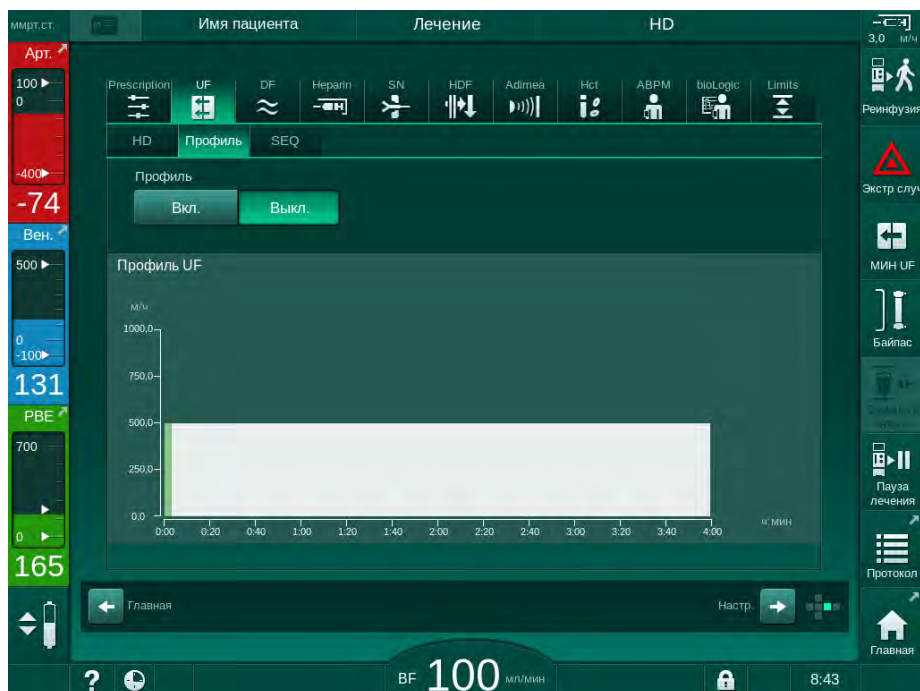 ммрт.ст.
Имя пациента
Лечение
HD
3,0 м/ч
Арт.
100
0
-400
-74
Вен.
500
0
-100
131
PBE
700
0
165
Prescription
UF
DF
Heparin
SN
HDF
Adimea
Hct
ABPM
bioLogic
Limits
HD
Профиль
SEQ
Профиль
Вкл.
Выкл.
Профиль UF
м/ч
1000,0
750,0
500,0
250,0
0,0
0:00
0:20
0:40
1:00
1:20
1:40
2:00
2:20
2:40
3:00
3:20
3:40
4:00
ч:мин
Главная
Настр.
Реинфузия
Экстр случ
МИН UF
Байпас
Пауза
лечения
Протокол
Главная
?
BF 100 мл/мин
8:43